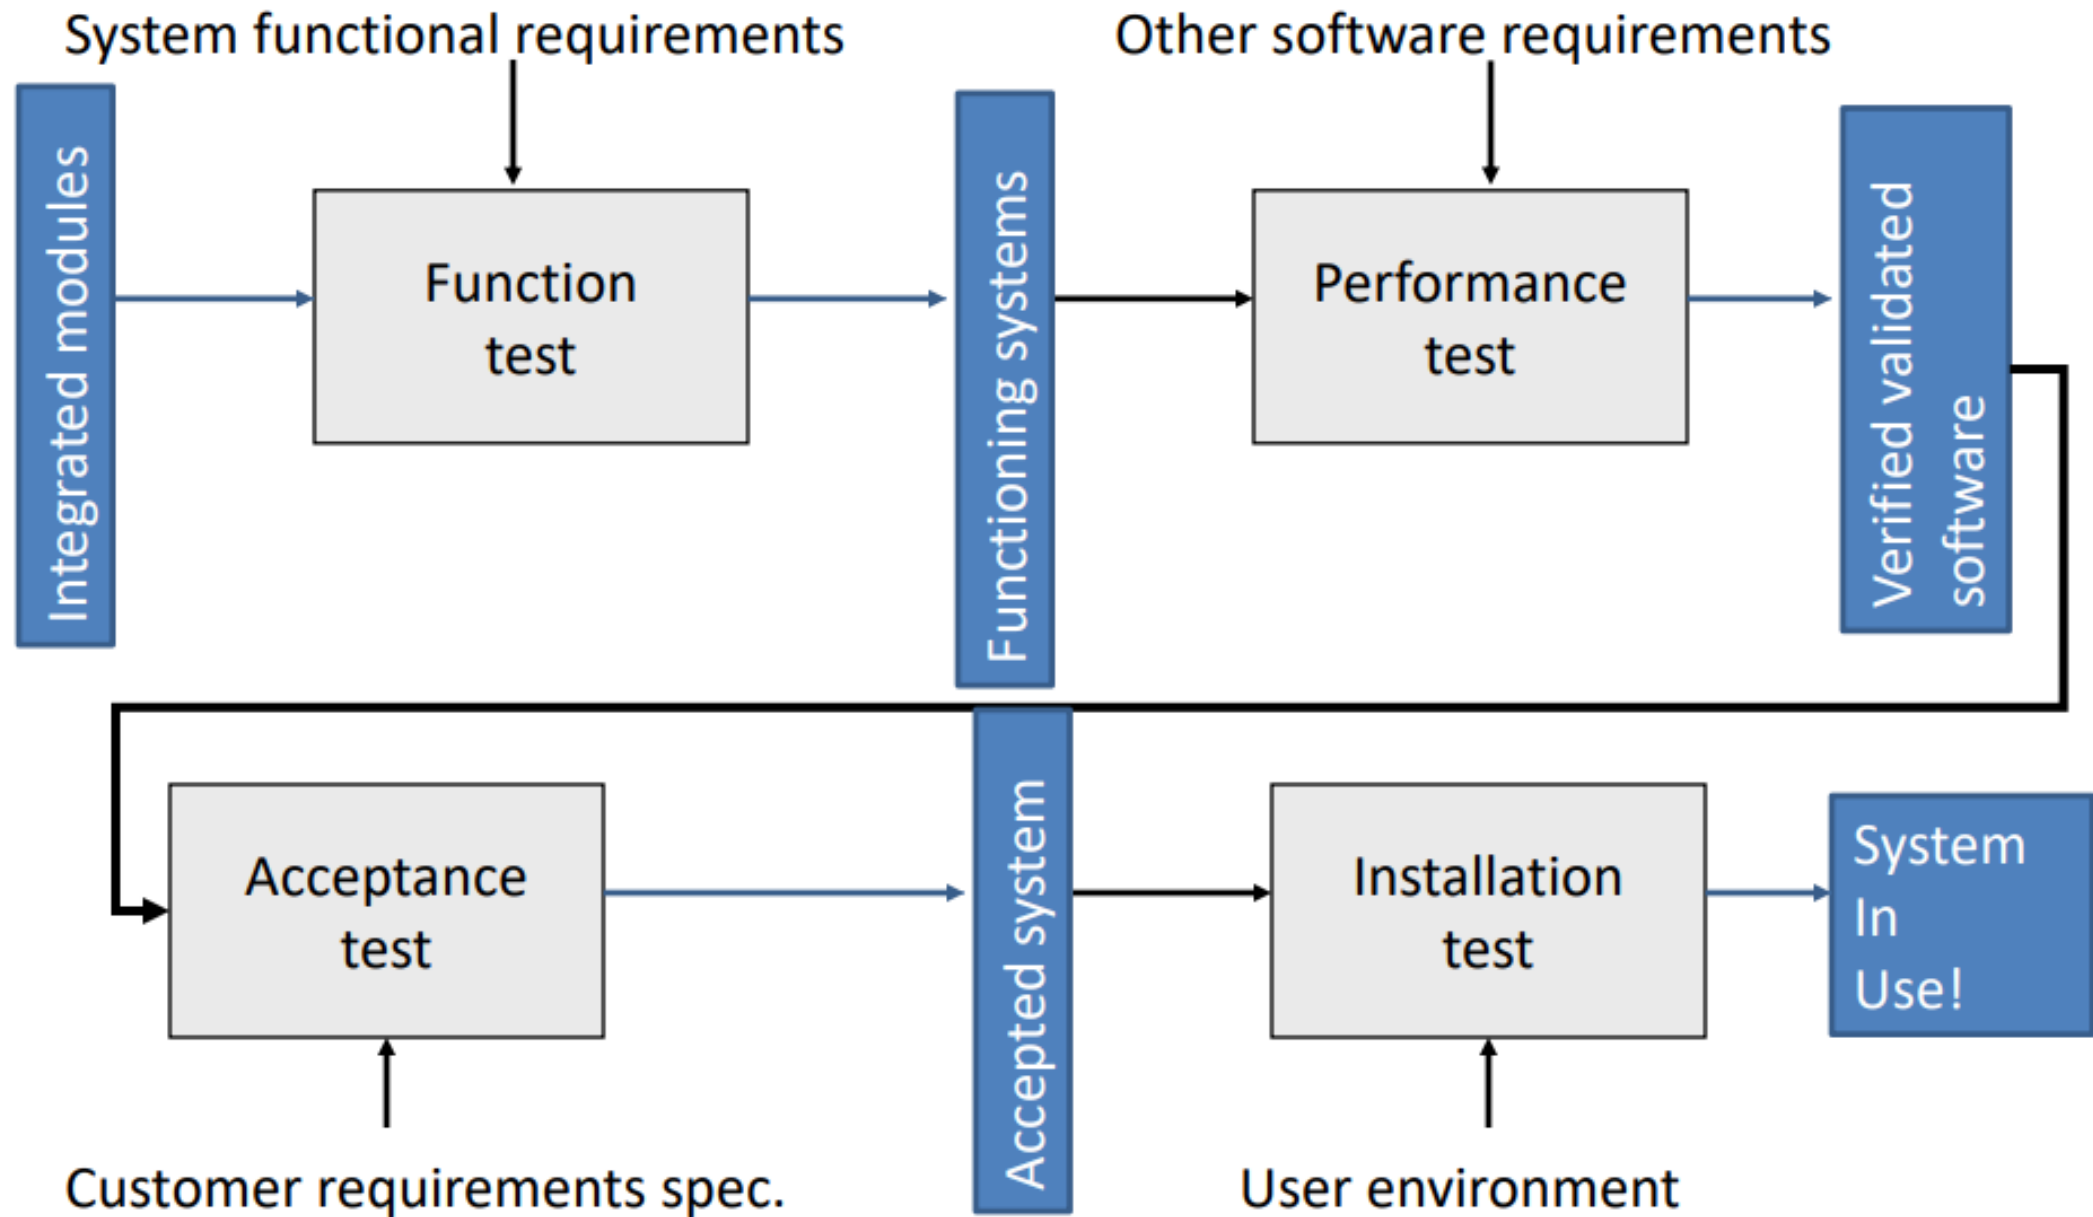 System functional requirements
Other software requirements
Integrated modules
Function
test
Functioning systems
Performance
test
Verified validated
software
Acceptance
test
Accepted system
Installation
test
System
In
Use!
Customer requirements spec.
User environment